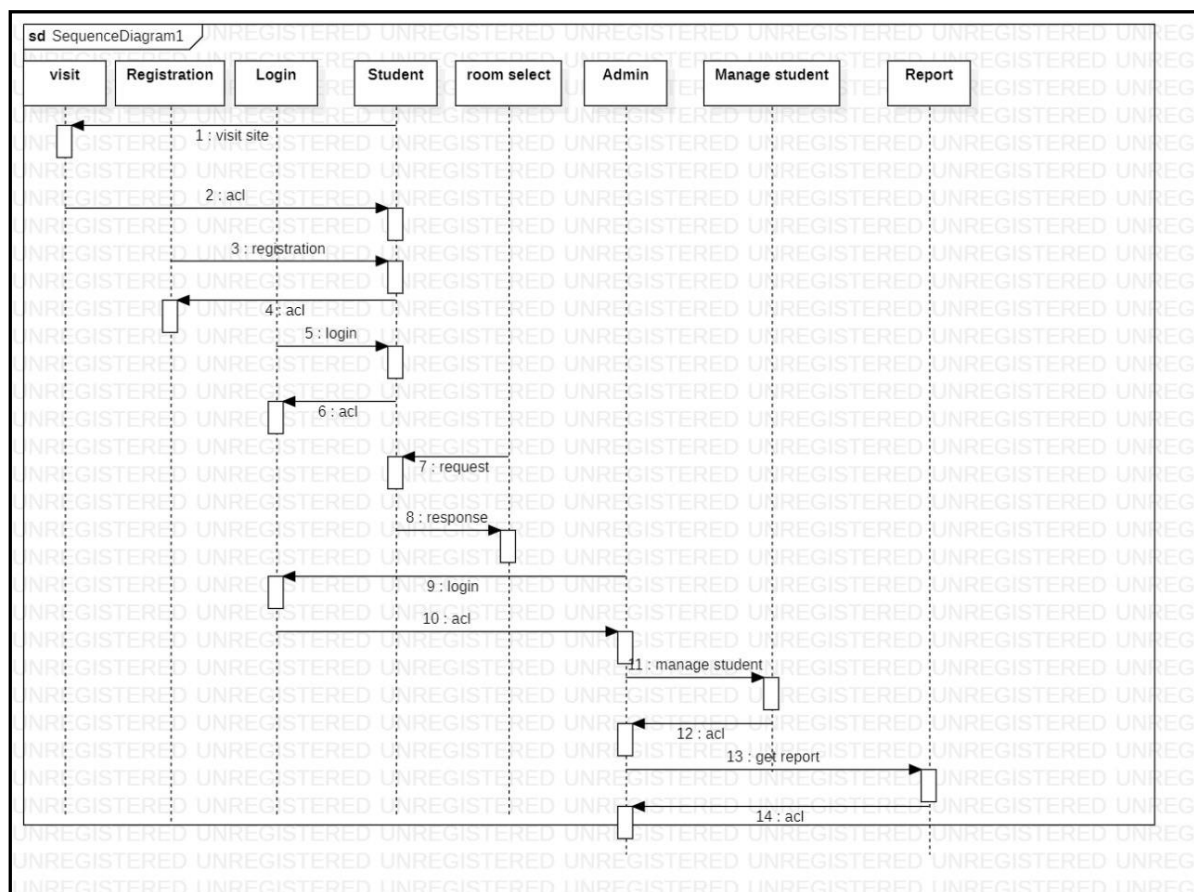 sd SequenceDiagram1
visit
Registration
Login
Student
room select
Admin
Manage student
Report
1 : visit site
2 : acl
3 : registration
4 : acl
5 : login
6 : acl
7 : request
8 : response
9 : login
10 : acl
11 : manage student
12 : acl
13 : get report
14 : acl
UNREGISTERED UNREGISTERED UNREGISTERED UNREGISTERED UNREGISTERED UNREGISTERED UNREG